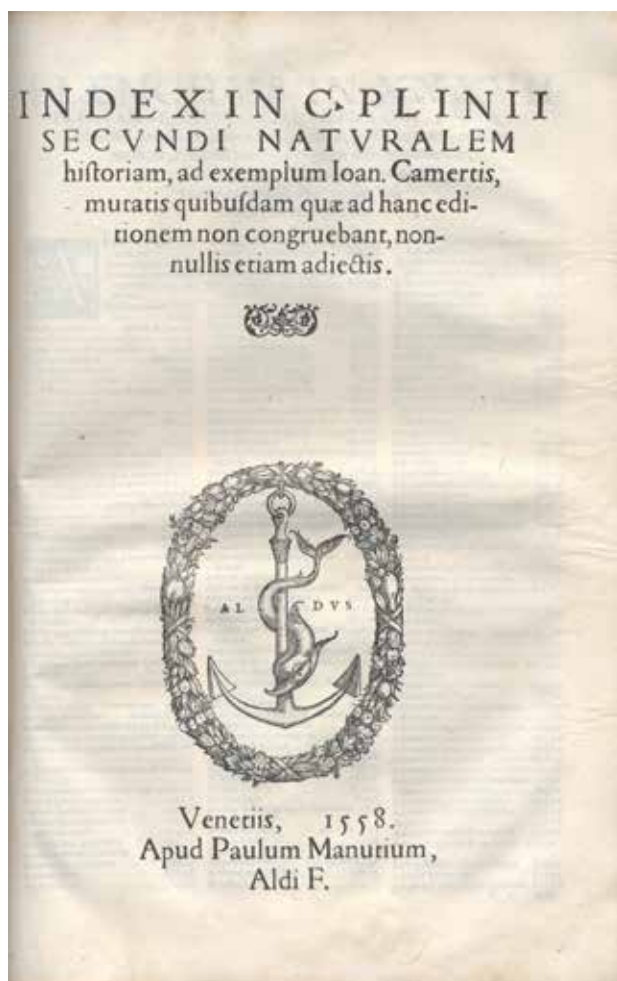 INDEX IN C. PLINII
SECVNDI NATVRALEM
hiſtoriam, ad exemplum Ioan. Camertis,
mutatis quibuſdam quæ ad hanc edi-
tionem non congruebant, non-
nullis etiam adiectis.
AL DVS
Venetiis, 1558.
Apud Paulum Manutium,
Aldi F.